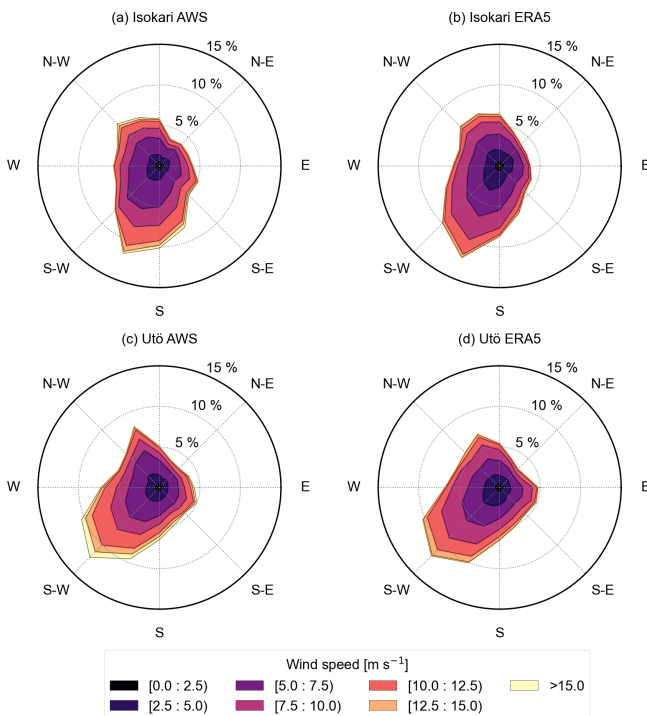 (a) Isokari AWS
15 %
N-W
N-E
10 %
5 %
W
E
S-W
S-E
S
(b) Isokari ERA5
15 %
N-W
N-E
10 %
5 %
W
E
S-W
S-E
S
(c) Utö AWS
15 %
N-W
N-E
10 %
5 %
W
E
S-W
S-E
S
(d) Utö ERA5
15 %
N-W
N-E
10 %
5 %
W
E
S-W
S-E
S
Wind speed [m s⁻¹]
[0.0 : 2.5) [5.0 : 7.5) [10.0 : 12.5) >15.0
[2.5 : 5.0) [7.5 : 10.0) [12.5 : 15.0)